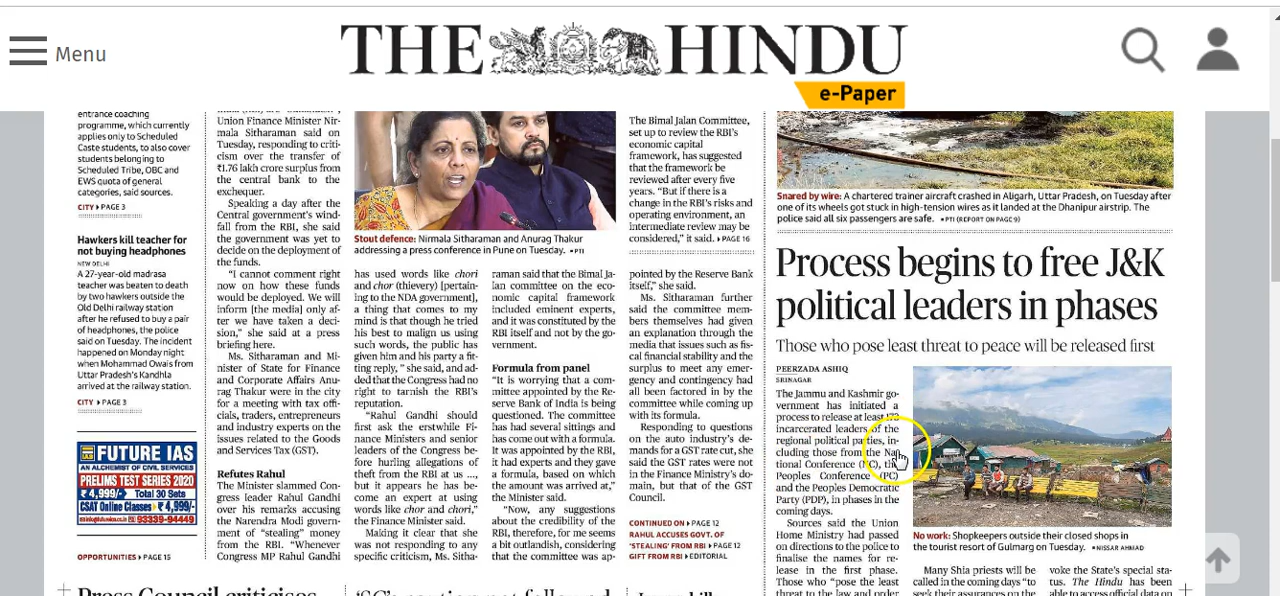 Menu
THE HINDU
e-Paper
entrance coaching
programme, which currently
applies only to Scheduled
Caste students, to also cover
students belonging to
Scheduled Tribe, OBC and
EWS quota of general
categories, said sources.
CITY ▸ PAGE 3
Hawkers kill teacher for
not buying headphones
NEW DELHI
A 27-year-old madrasa
teacher was beaten to death
by two hawkers outside the
Old Delhi railway station
after he refused to buy a pair
of headphones, the police
said on Tuesday. The incident
happened on Monday night
when Mohammad Owais from
Uttar Pradesh's Kandhla
arrived at the railway station.
CITY ▸ PAGE 3
FUTURE IAS
AN ALCHEMIST OF CIVIL SERVICES
PRELIMS TEST SERIES 2020
₹ 4,999/- Total 30 Sets
CSAT Online Classes ₹ 4,999/-
93339-94449
OPPORTUNITIES ▸ PAGE 15
Union Finance Minister Nir-
mala Sitharaman said on
Tuesday, responding to criti-
cism over the transfer of
₹1.76 lakh crore surplus from
the central bank to the
exchequer.
Speaking a day after the
Central government's wind-
fall from the RBI, she said
the government was yet to
decide on the deployment of
the funds.
"I cannot comment right
now on how these funds
would be deployed. We will
inform [the media] only af-
ter we have taken a deci-
sion," she said at a press
briefing here.
Ms. Sitharaman and Mi-
nister of State for Finance
and Corporate Affairs Anu-
rag Thakur were in the city
for a meeting with tax offi-
cials, traders, entrepreneurs
and industry experts on the
issues related to the Goods
and Services Tax (GST).
Refutes Rahul
The Minister slammed Con-
gress leader Rahul Gandhi
over his remarks accusing
the Narendra Modi govern-
ment of "stealing" money
from the RBI. "Whenever
Congress MP Rahul Gandhi
Stout defence: Nirmala Sitharaman and Anurag Thakur
addressing a press conference in Pune on Tuesday. ▪ PTI
has used words like chori
and chor (thievery) [pertain-
ing to the NDA government],
a thing that comes to my
mind is that though he tried
his best to malign us using
such words, the public has
given him and his party a fit-
ting reply, " she said, and ad-
ded that the Congress had no
right to tarnish the RBI's
reputation.
"Rahul Gandhi should
first ask the erstwhile Fi-
nance Ministers and senior
leaders of the Congress be-
fore hurling allegations of
theft from the RBI at us ...,
but it appears he has be-
come an expert at using
words like chor and chori,"
the Finance Minister said.
Making it clear that she
was not responding to any
specific criticism, Ms. Sitha-
raman said that the Bimal Ja-
lan committee on the eco-
nomic capital framework
included eminent experts,
and it was constituted by the
RBI itself and not by the go-
vernment.
Formula from panel
"It is worrying that a com-
mittee appointed by the Re-
serve Bank of India is being
questioned. The committee
has had several sittings and
has come out with a formula.
It was appointed by the RBI,
it had experts and they gave
a formula, based on which
the amount was arrived at,"
the Minister said.
"Now, any suggestions
about the credibility of the
RBI, therefore, for me seems
a bit outlandish, considering
that the committee was ap-
The Bimal Jalan Committee,
set up to review the RBI's
economic capital
framework, has suggested
that the framework be
reviewed after every five
years. "But if there is a
change in the RBI's risks and
operating environment, an
intermediate review may be
considered," it said. ▸ PAGE 16
pointed by the Reserve Bank
itself," she said.
Ms. Sitharaman further
said the committee mem-
bers themselves had given
an explanation through the
media that issues such as fis-
cal financial stability and the
surplus to meet any emer-
gency and contingency had
all been factored in by the
committee while coming up
with its formula.
Responding to questions
on the auto industry's de-
mands for a GST rate cut, she
said the GST rates were not
in the Finance Ministry's do-
main, but that of the GST
Council.
CONTINUED ON ▸ PAGE 12
RAHUL ACCUSES GOVT. OF
'STEALING' FROM RBI ▸ PAGE 12
GIFT FROM RBI ▸ EDITORIAL
Snared by wire: A chartered trainer aircraft crashed in Aligarh, Uttar Pradesh, on Tuesday after
one of its wheels got stuck in high-tension wires as it landed at the Dhanipur airstrip. The
police said all six passengers are safe. ▪ PTI (REPORT ON PAGE 9)
Process begins to free J&K
political leaders in phases
Those who pose least threat to peace will be released first
PEERZADA ASHIQ
SRINAGAR
The Jammu and Kashmir go-
vernment has initiated a
process to release at least 173
incarcerated leaders of the
regional political parties, in-
cluding those from the Na-
tional Conference (NC), the
Peoples Conference (PC)
and the Peoples Democratic
Party (PDP), in phases in the
coming days.
Sources said the Union
Home Ministry had passed
on directions to the police to
finalise the names for re-
lease in the first phase.
Those who "pose the least
threat to the law and order
No work: Shopkeepers outside their closed shops in
the tourist resort of Gulmarg on Tuesday. ▪ NISSAR AHMAD
Many Shia priests will be
called in the coming days "to
seek their assurances on the
voke the State's special sta-
tus. The Hindu has been
able to access official data on
Press Council criticises